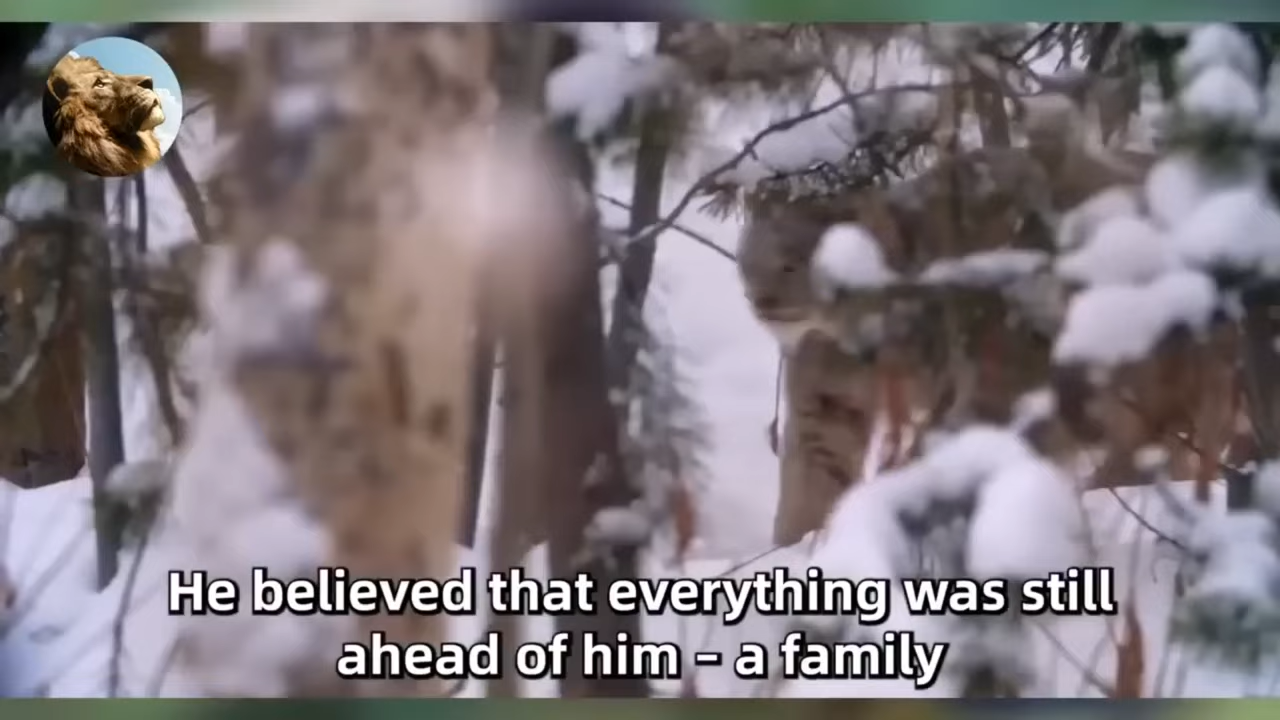 He believed that everything was still
ahead of him – a family